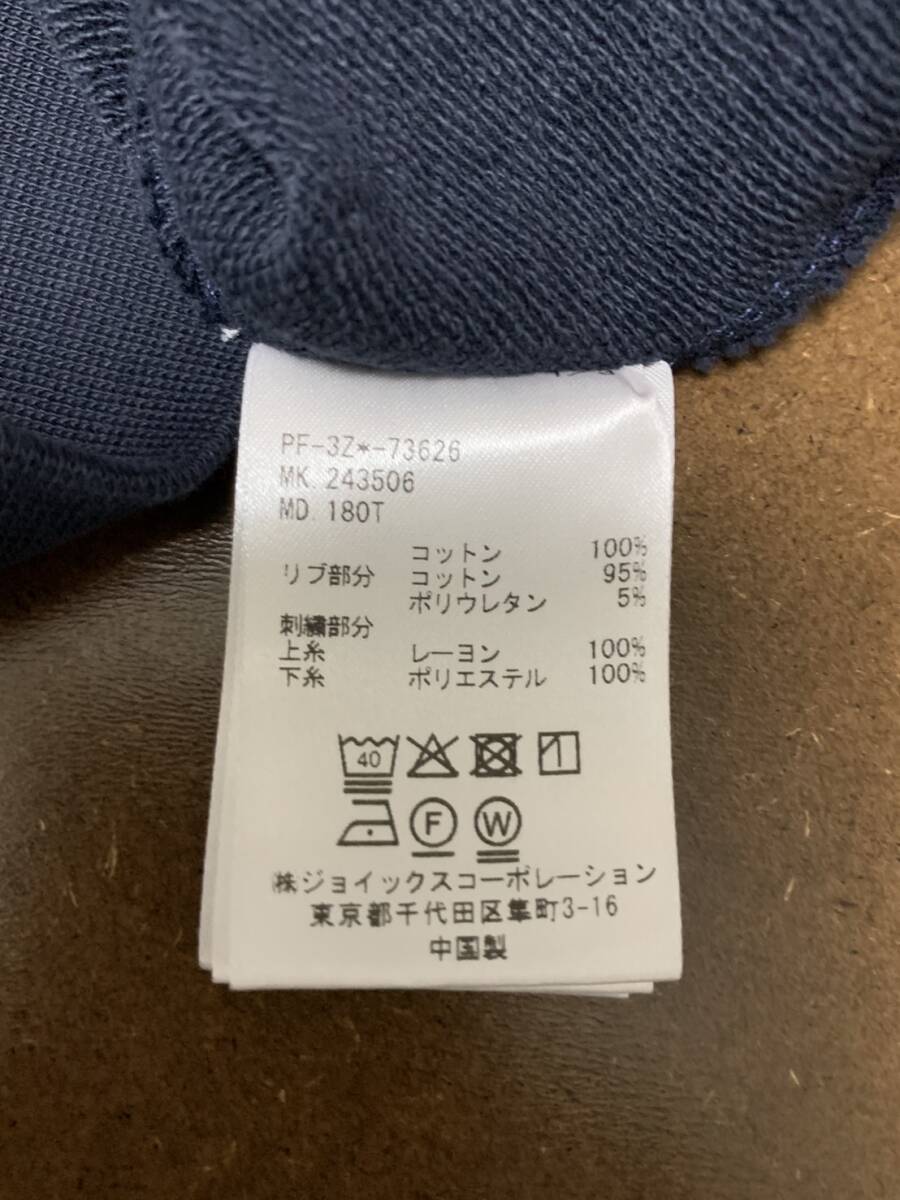 PF-3Z*-73626
MK. 243506
MD. 180T
コットン 100%
リブ部分 コットン 95%
ポリウレタン 5%
刺繍部分
上糸 レーヨン 100%
下糸 ポリエステル 100%
40
F W
㈱ジョイックスコーポレーション
東京都千代田区隼町3-16
中国製